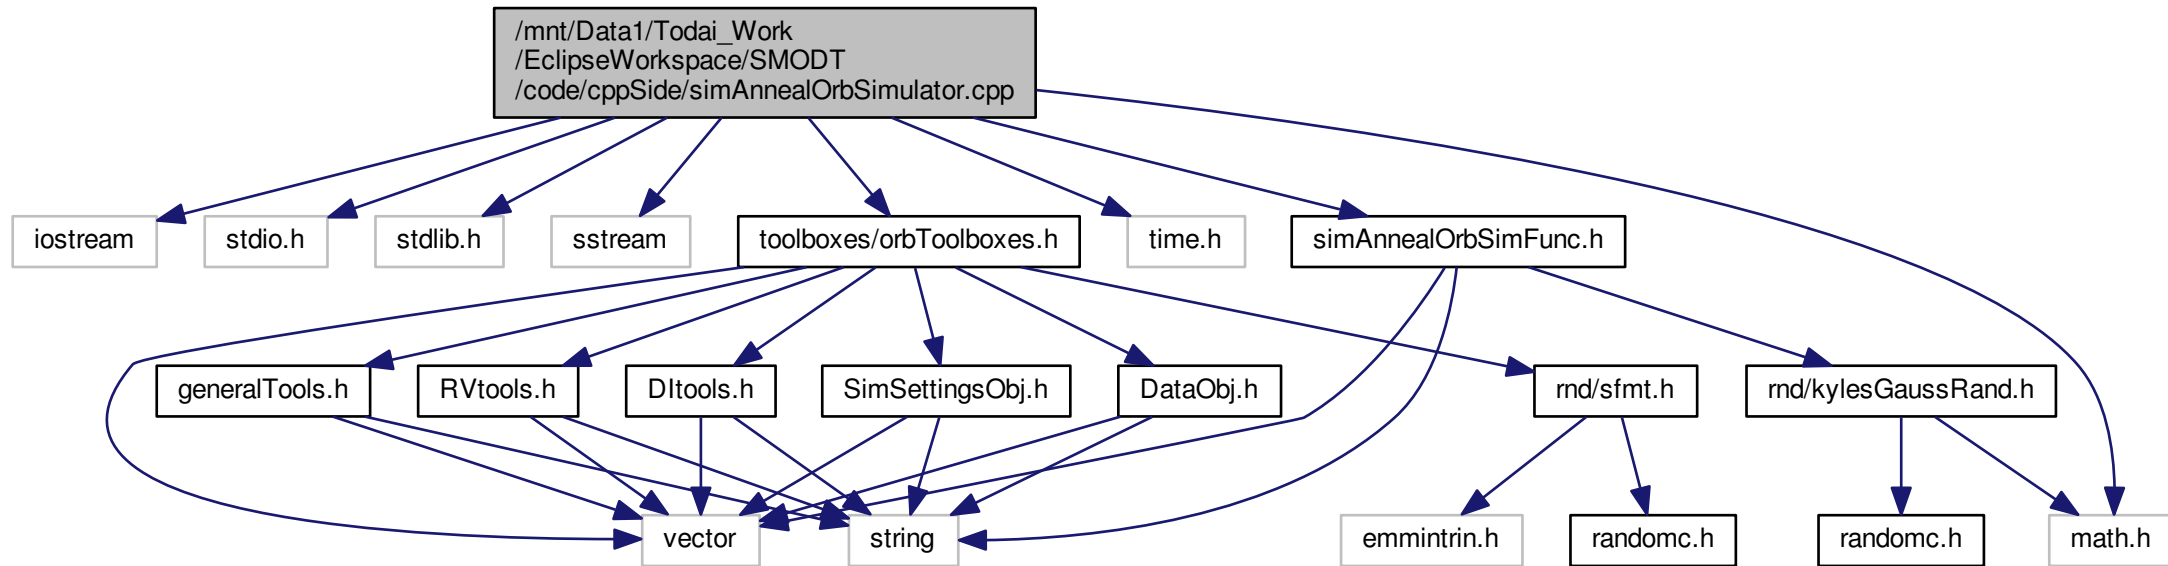 /mnt/Data1/Todai_Work
/EclipseWorkspace/SMODT
/code/cppSide/simAnnealOrbSimulator.cpp
iostream
stdio.h
stdlib.h
sstream
toolboxes/orbToolboxes.h
time.h
simAnnealOrbSimFunc.h
generalTools.h
RVtools.h
DItools.h
SimSettingsObj.h
DataObj.h
rnd/sfmt.h
rnd/kylesGaussRand.h
vector
string
emmintrin.h
randomc.h
randomc.h
math.h